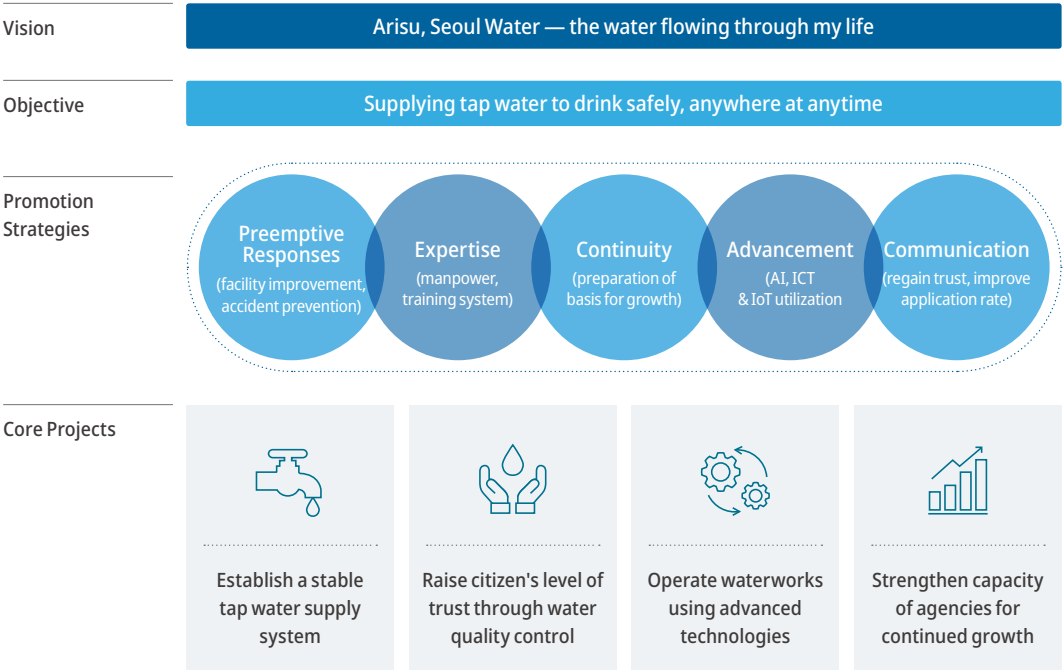 Vision
Arisu, Seoul Water — the water flowing through my life
Objective
Supplying tap water to drink safely, anywhere at anytime
Promotion
Strategies
Preemptive
Responses
(facility improvement,
accident prevention)
Expertise
(manpower,
training system)
Continuity
(preparation of
basis for growth)
Advancement
(AI, ICT
& IoT utilization
Communication
(regain trust, improve
application rate)
Core Projects
Establish a stable
tap water supply
system
Raise citizen's level of
trust through water
quality control
Operate waterworks
using advanced
technologies
Strengthen capacity
of agencies for
continued growth